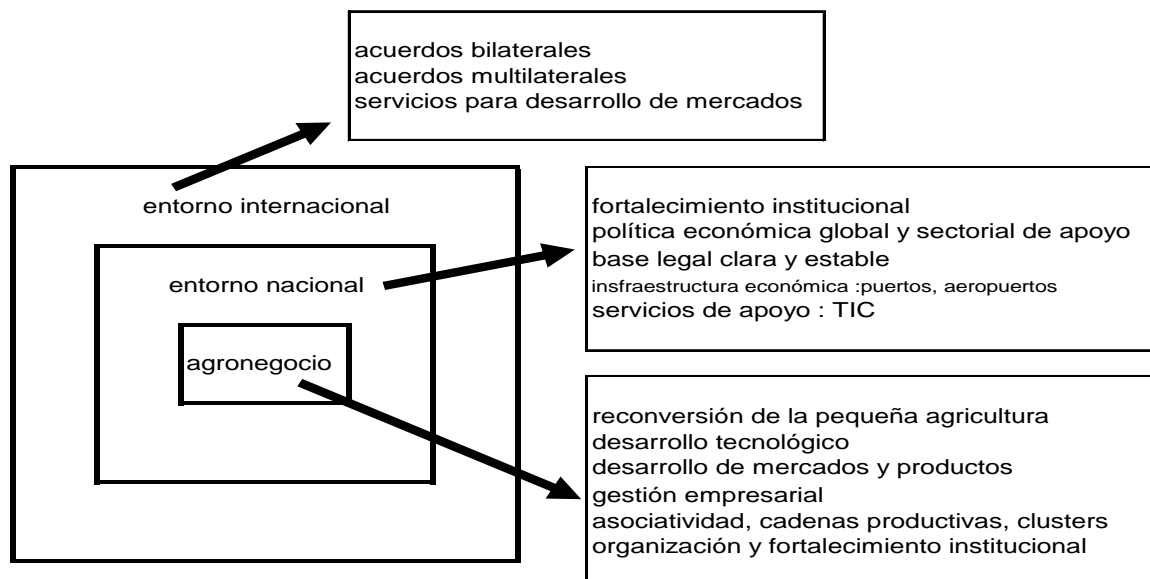 acuerdos bilaterales
acuerdos multilaterales
servicios para desarrollo de mercados
entorno internacional
entorno nacional
agronegocio
fortalecimiento institucional
política económica global y sectorial de apoyo
base legal clara y estable
insfraestructura económica :puertos, aeropuertos
servicios de apoyo : TIC
reconversión de la pequeña agricultura
desarrollo tecnológico
desarrollo de mercados y productos
gestión empresarial
asociatividad, cadenas productivas, clusters
organización y fortalecimiento institucional